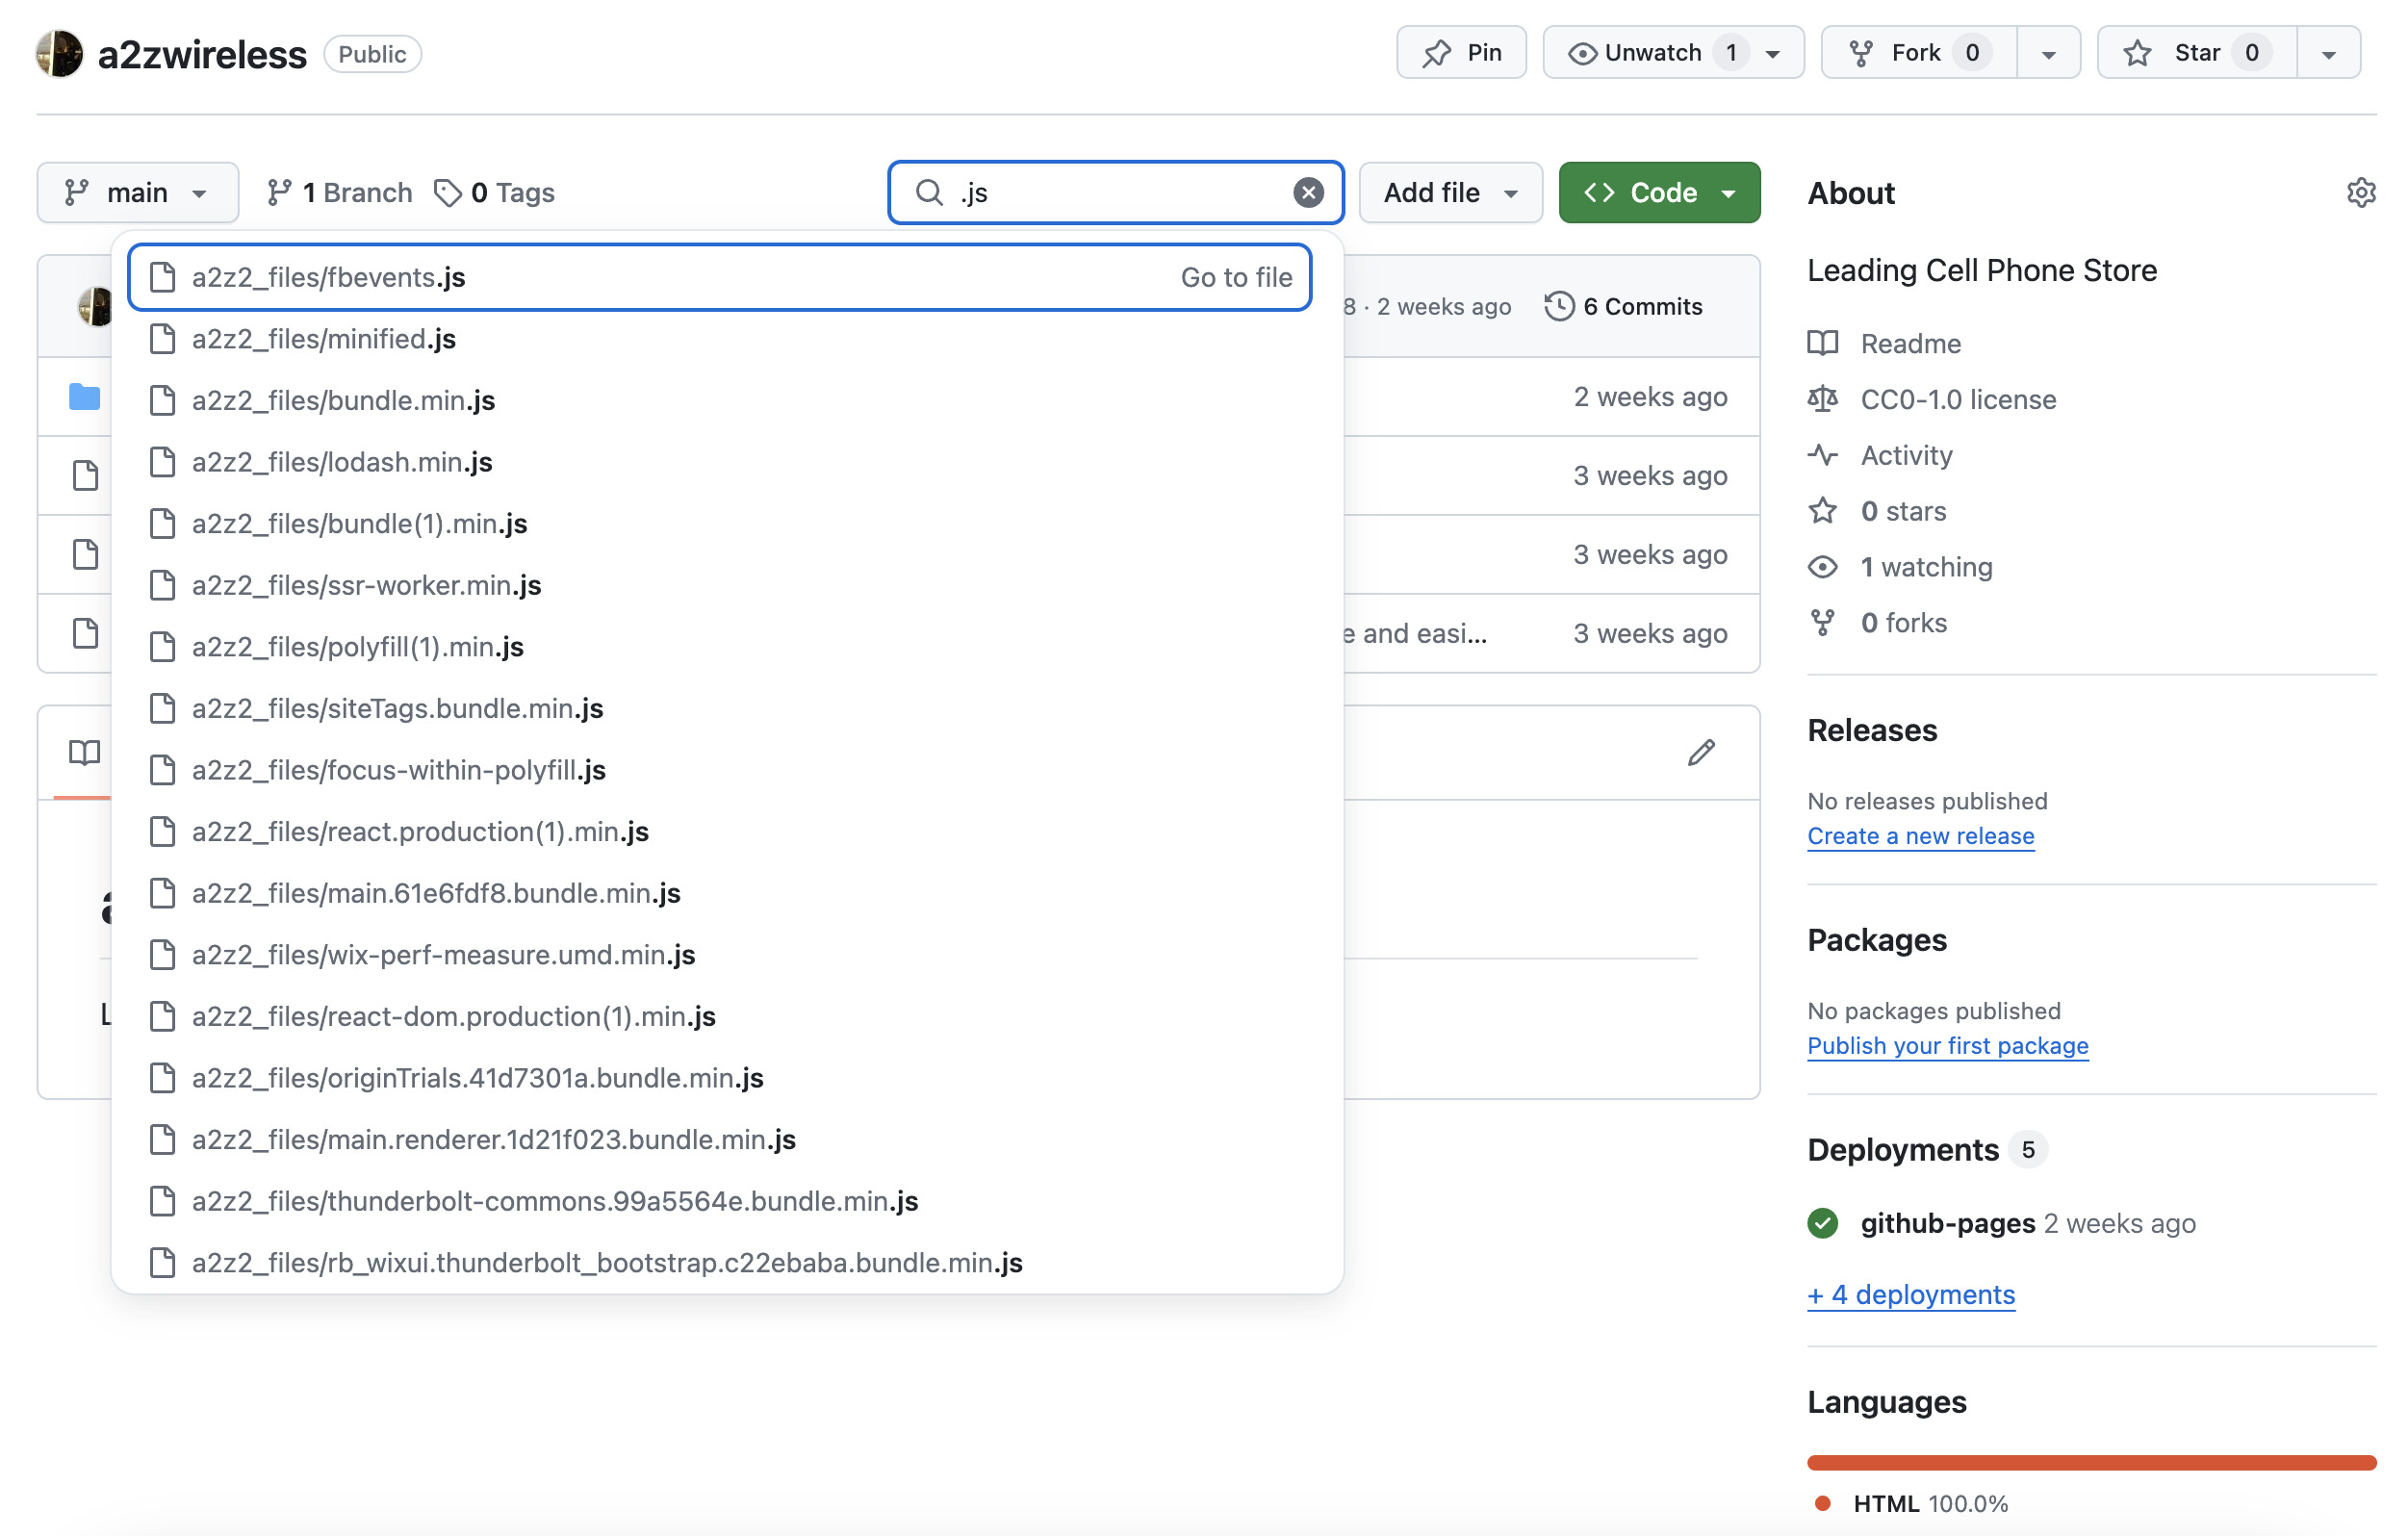 a2zwireless Public
Pin Unwatch 1 Fork 0 Star 0
main 1 Branch 0 Tags .js Add file Code
a2z2_files/fbevents.js Go to file
a2z2_files/minified.js
a2z2_files/bundle.min.js
a2z2_files/lodash.min.js
a2z2_files/bundle(1).min.js
a2z2_files/ssr-worker.min.js
a2z2_files/polyfill(1).min.js
a2z2_files/siteTags.bundle.min.js
a2z2_files/focus-within-polyfill.js
a2z2_files/react.production(1).min.js
a2z2_files/main.61e6fdf8.bundle.min.js
a2z2_files/wix-perf-measure.umd.min.js
a2z2_files/react-dom.production(1).min.js
a2z2_files/originTrials.41d7301a.bundle.min.js
a2z2_files/main.renderer.1d21f023.bundle.min.js
a2z2_files/thunderbolt-commons.99a5564e.bundle.min.js
a2z2_files/rb_wixui.thunderbolt_bootstrap.c22ebaba.bundle.min.js
8 · 2 weeks ago 6 Commits
2 weeks ago
3 weeks ago
3 weeks ago
e and easi... 3 weeks ago
About
Leading Cell Phone Store
Readme
CC0-1.0 license
Activity
0 stars
1 watching
0 forks
Releases
No releases published
Create a new release
Packages
No packages published
Publish your first package
Deployments 5
github-pages 2 weeks ago
+ 4 deployments
Languages
HTML 100.0%